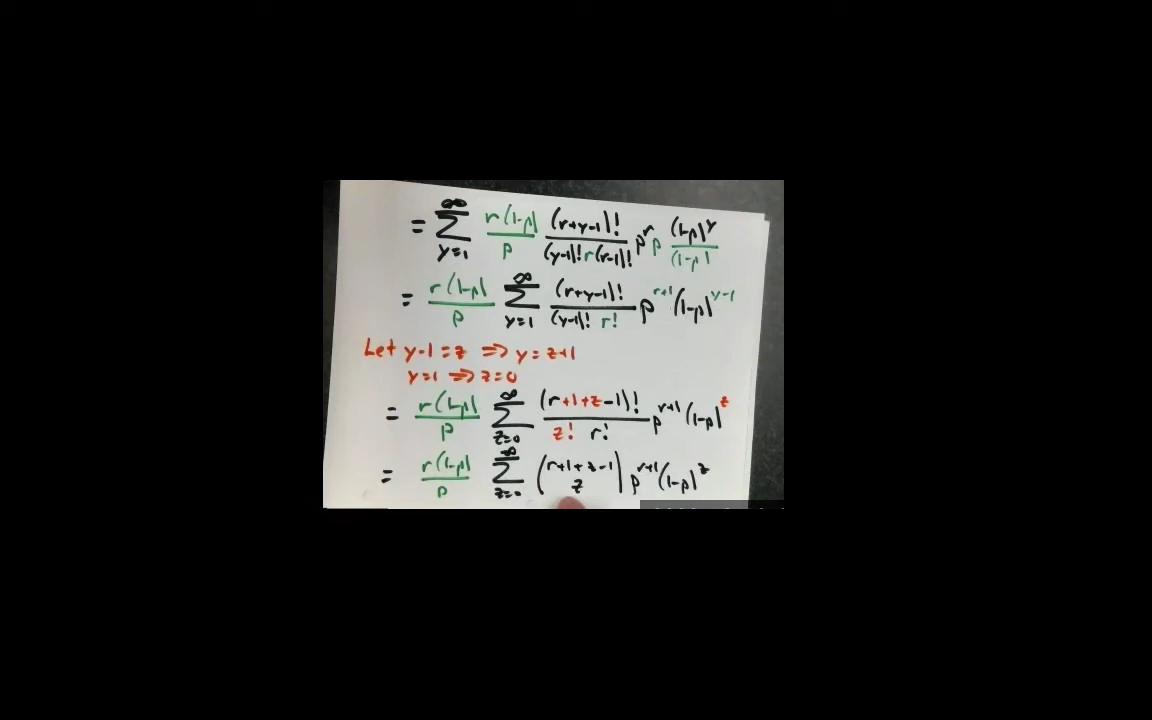 = ∞ Σ y=1 r(1-p)/p (r+y-1)!/(y-1)! r(r-1)! p^r p (1-p)^y/(1-p)
= r(1-p)/p ∞ Σ y=1 (r+y-1)!/(y-1)! r! p^r+1 (1-p)^y-1
Let y-1=z ⇒ y=z+1
y=1 ⇒ z=0
= r(1-p)/p ∞ Σ z=0 (r+1+z-1)!/z! r! p^r+1 (1-p)^z
= r(1-p)/p ∞ Σ z=0 (r+1+z-1 z) p^r+1 (1-p)^z